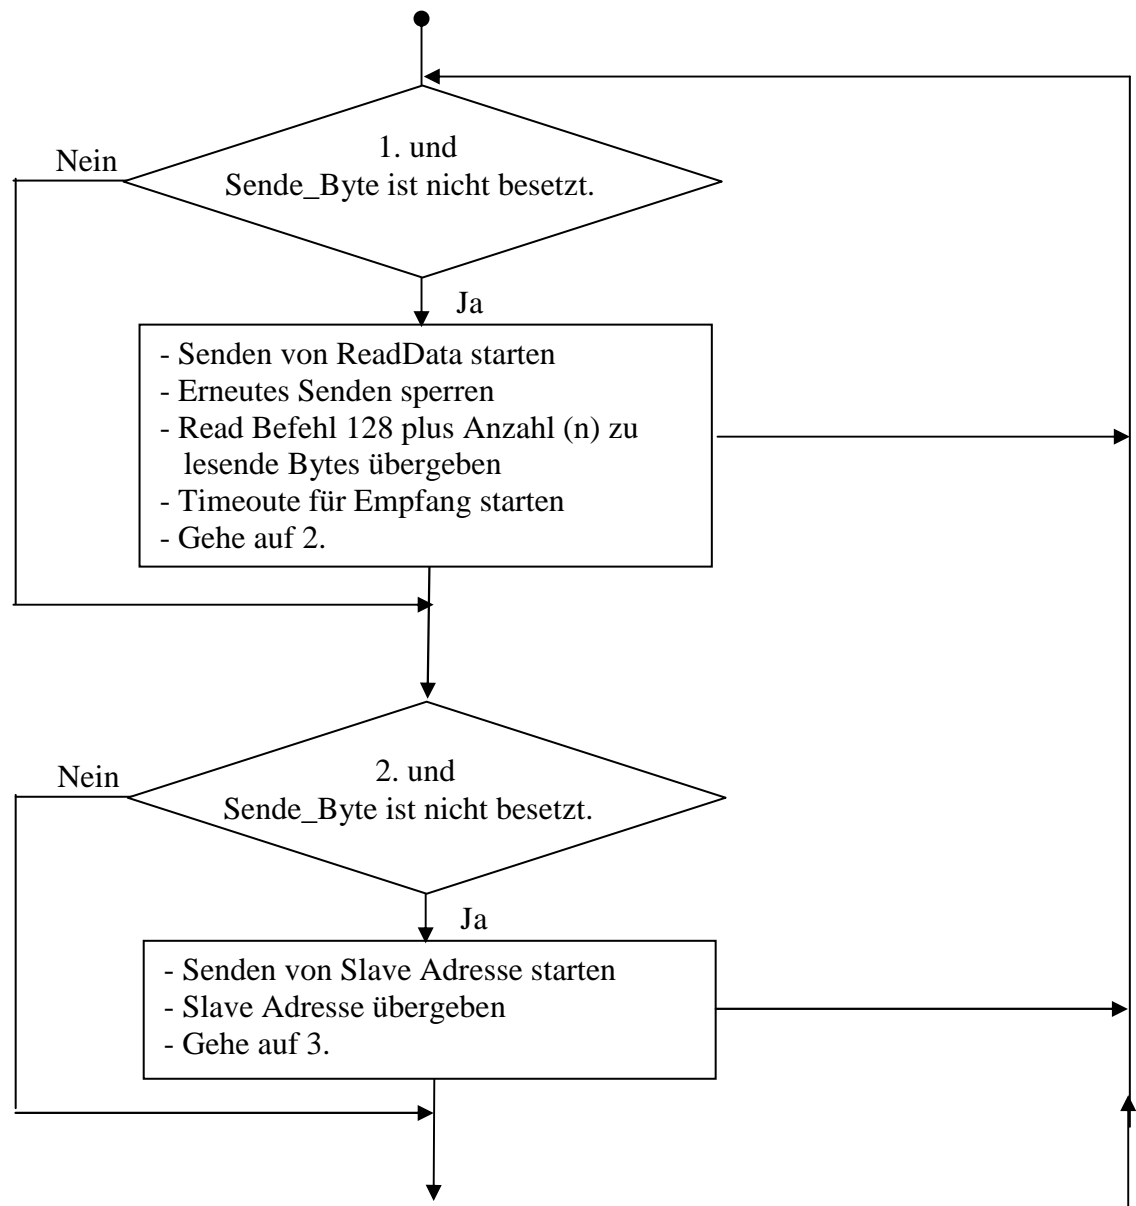 1. und
Nein
Sende_Byte ist nicht besetzt.
Ja
- Senden von ReadData starten
- Erneutes Senden sperren
- Read Befehl 128 plus Anzahl (n) zu
lesende Bytes übergeben
- Timeoute für Empfang starten
- Gehe auf 2.
2. und
Nein
Sende_Byte ist nicht besetzt.
Ja
- Senden von Slave Adresse starten
- Slave Adresse übergeben
- Gehe auf 3.